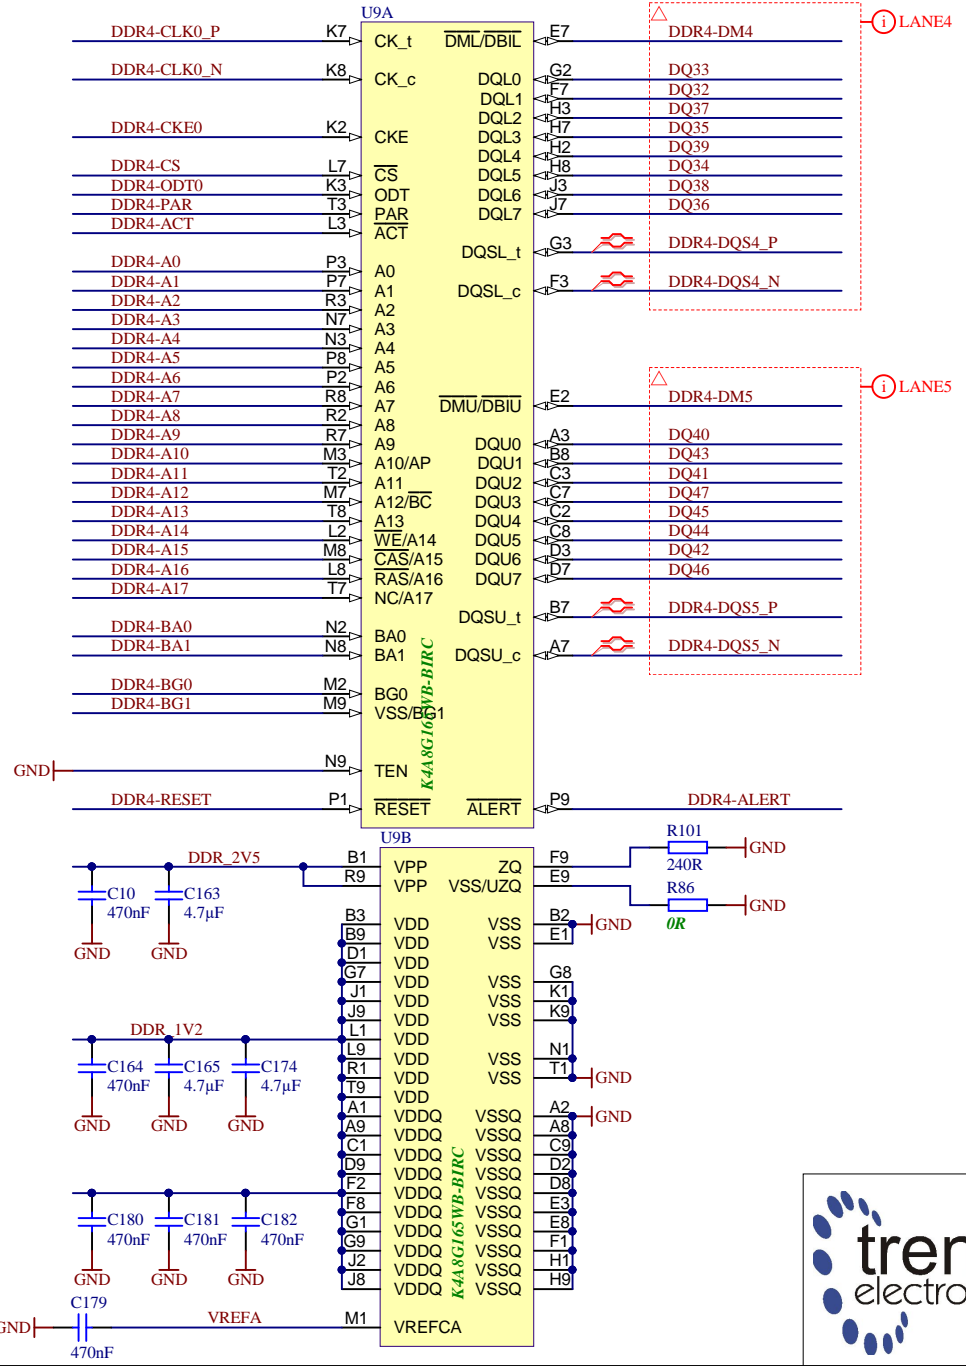 U9A
DDR4-CLK0_P K7 CK_t DML/DBIL E7 DDR4-DM4 i LANE4
DDR4-CLK0_N K8 CK_c DQL0 G2 DQ33
DQL1 F7 DQ32
DQL2 H3 DQ37
DDR4-CKE0 K2 CKE DQL3 H7 DQ35
DQL4 H2 DQ39
DDR4-CS L7 CS DQL5 H8 DQ34
DDR4-ODT0 K3 ODT DQL6 J3 DQ38
DDR4-PAR T3 PAR DQL7 J7 DQ36
DDR4-ACT L3 ACT
DQSL_t G3 DDR4-DQS4_P
DDR4-A0 P3 A0
DDR4-A1 P7 A1 DQSL_c F3 DDR4-DQS4_N
DDR4-A2 R3 A2
DDR4-A3 N7 A3
DDR4-A4 N3 A4
DDR4-A5 P8 A5
DDR4-A6 P2 A6 i LANE5
DDR4-A7 R8 A7 DMU/DBIU E2 DDR4-DM5
DDR4-A8 R2 A8
DDR4-A9 R7 A9 DQU0 A3 DQ40
DDR4-A10 M3 A10/AP DQU1 B8 DQ43
DDR4-A11 T2 A11 DQU2 C3 DQ41
DDR4-A12 M7 A12/BC DQU3 C7 DQ47
DDR4-A13 T8 A13 DQU4 C2 DQ45
DDR4-A14 L2 WE/A14 DQU5 C8 DQ44
DDR4-A15 M8 CAS/A15 DQU6 D3 DQ42
DDR4-A16 L8 RAS/A16 DQU7 D7 DQ46
DDR4-A17 T7 NC/A17
DQSU_t B7 DDR4-DQS5_P
DDR4-BA0 N2 BA0
DDR4-BA1 N8 BA1 DQSU_c A7 DDR4-DQS5_N
DDR4-BG0 M2 BG0
DDR4-BG1 M9 VSS/BG1
K4A8G165WB-BIRC
GND N9 TEN
DDR4-RESET P1 RESET ALERT P9 DDR4-ALERT
U9B
DDR_2V5 B1 VPP ZQ F9 R101 240R GND
R9 VPP VSS/UZQ E9 R86 0R GND
C10 470nF GND
C163 4.7µF GND
B3 VDD VSS B2 GND
B9 VDD VSS E1
D1 VDD
G7 VDD VSS G8
J1 VDD VSS K1
J9 VDD VSS K9
DDR_1V2 L1 VDD
L9 VDD VSS N1
R1 VDD VSS T1 GND
T9 VDD
C164 470nF GND
C165 4.7µF GND
C174 4.7µF GND
A1 VDDQ VSSQ A2 GND
A9 VDDQ VSSQ A8
C1 VDDQ VSSQ C9
D9 VDDQ VSSQ D2
F2 VDDQ VSSQ D8
F8 VDDQ VSSQ E3
G1 VDDQ VSSQ E8
G9 VDDQ VSSQ F1
J2 VDDQ VSSQ H1
J8 VDDQ VSSQ H9
K4A8G165WB-BIRC
C180 470nF GND
C181 470nF GND
C182 470nF GND
GND C179 470nF VREFA M1 VREFCA
tren
electro